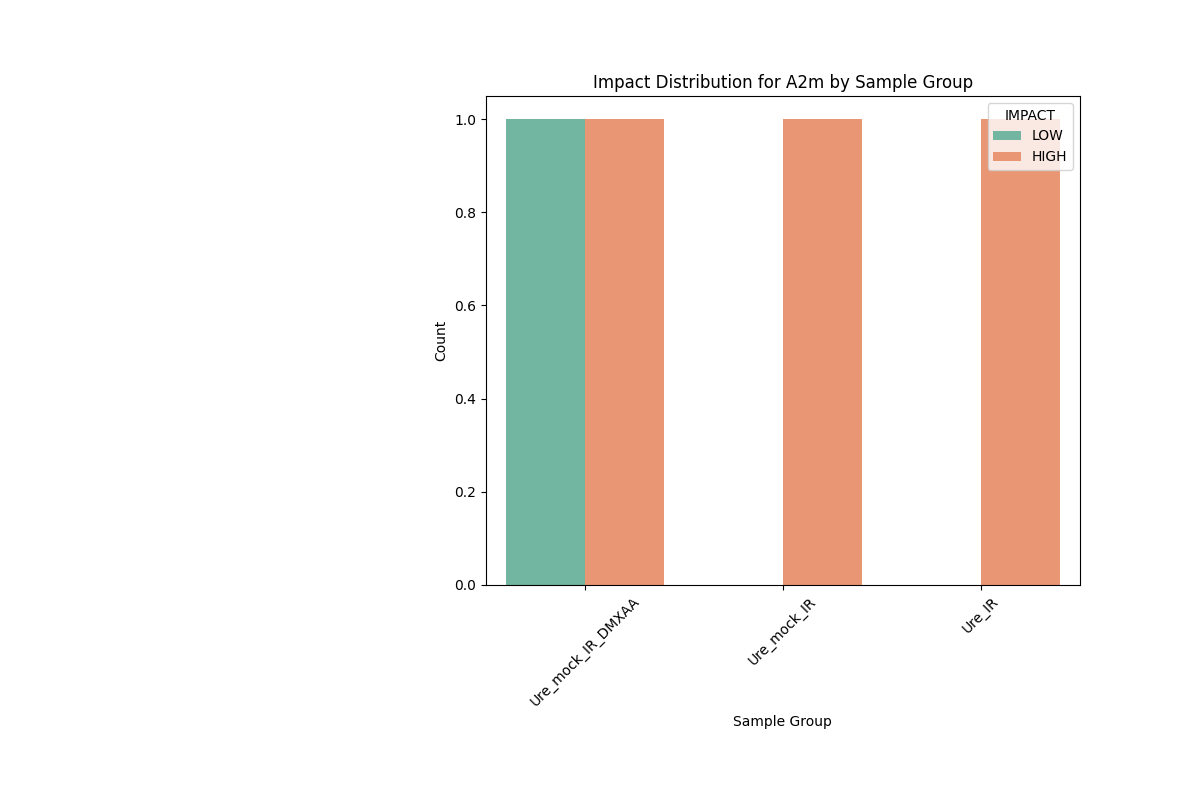 Impact Distribution for A2m by Sample Group
IMPACT
LOW
HIGH
1.0
0.8
0.6
0.4
0.2
0.0
Count
Ure_mock_IR_DMXAA
Ure_mock_IR
Ure_IR
Sample Group